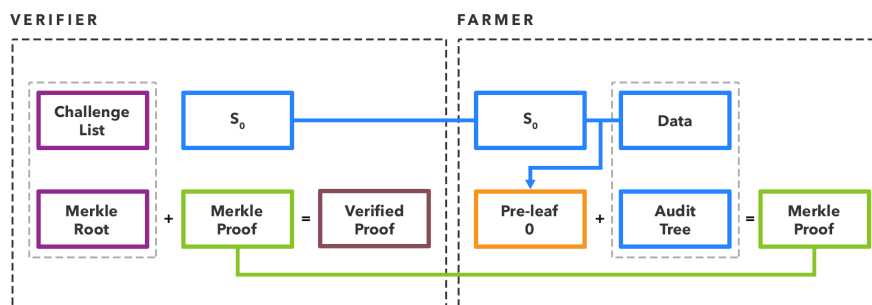 VERIFIER
FARMER
Challenge
List
S₀
S₀
Data
Merkle
Root
+
Merkle
Proof
=
Verified
Proof
Pre-leaf
0
+
Audit
Tree
=
Merkle
Proof